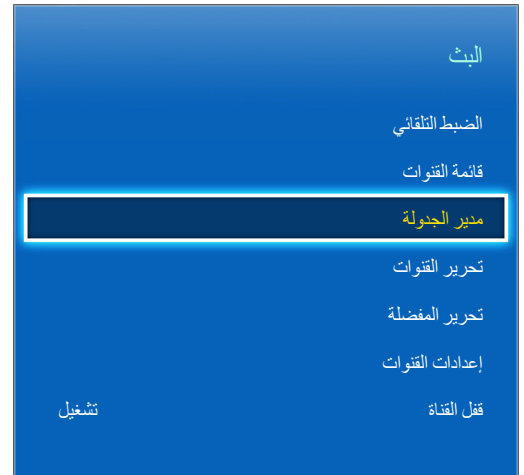 البث
الضبط التلقائي
قائمة القنوات
مدير الجدولة
تحرير القنوات
تحرير المفضلة
إعدادات القنوات
قفل القناة تشغيل